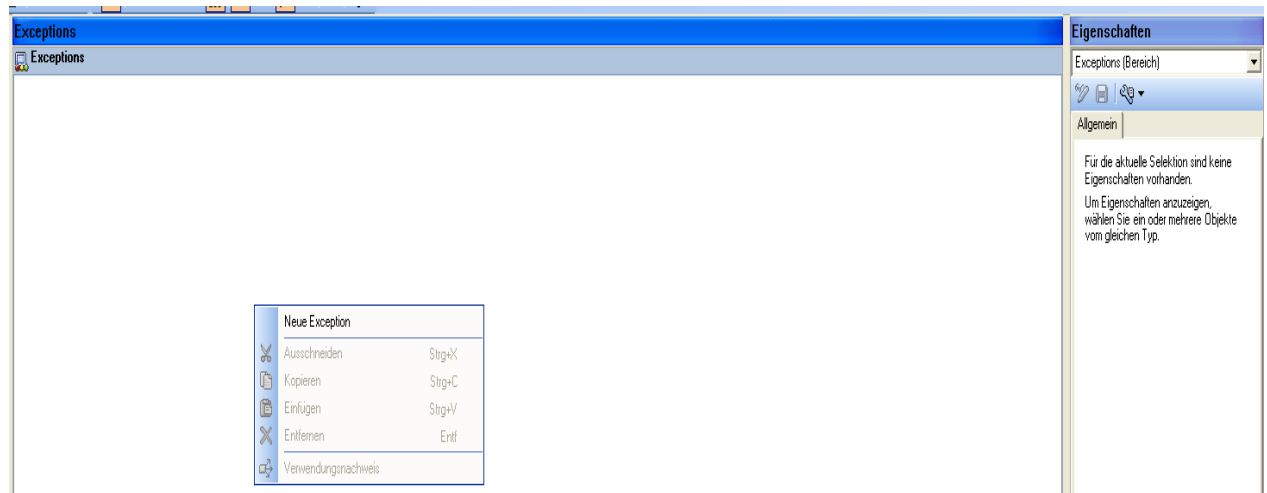 Exceptions
Exceptions
Neue Exception
Ausschneiden Strg+X
Kopieren Strg+C
Einfügen Strg+V
Entfernen Entf
Verwendungsnachweis
Eigenschaften
Exceptions (Bereich)
Allgemein
Für die aktuelle Selektion sind keine
Eigenschaften vorhanden.
Um Eigenschaften anzuzeigen,
wählen Sie ein oder mehrere Objekte
vom gleichen Typ.